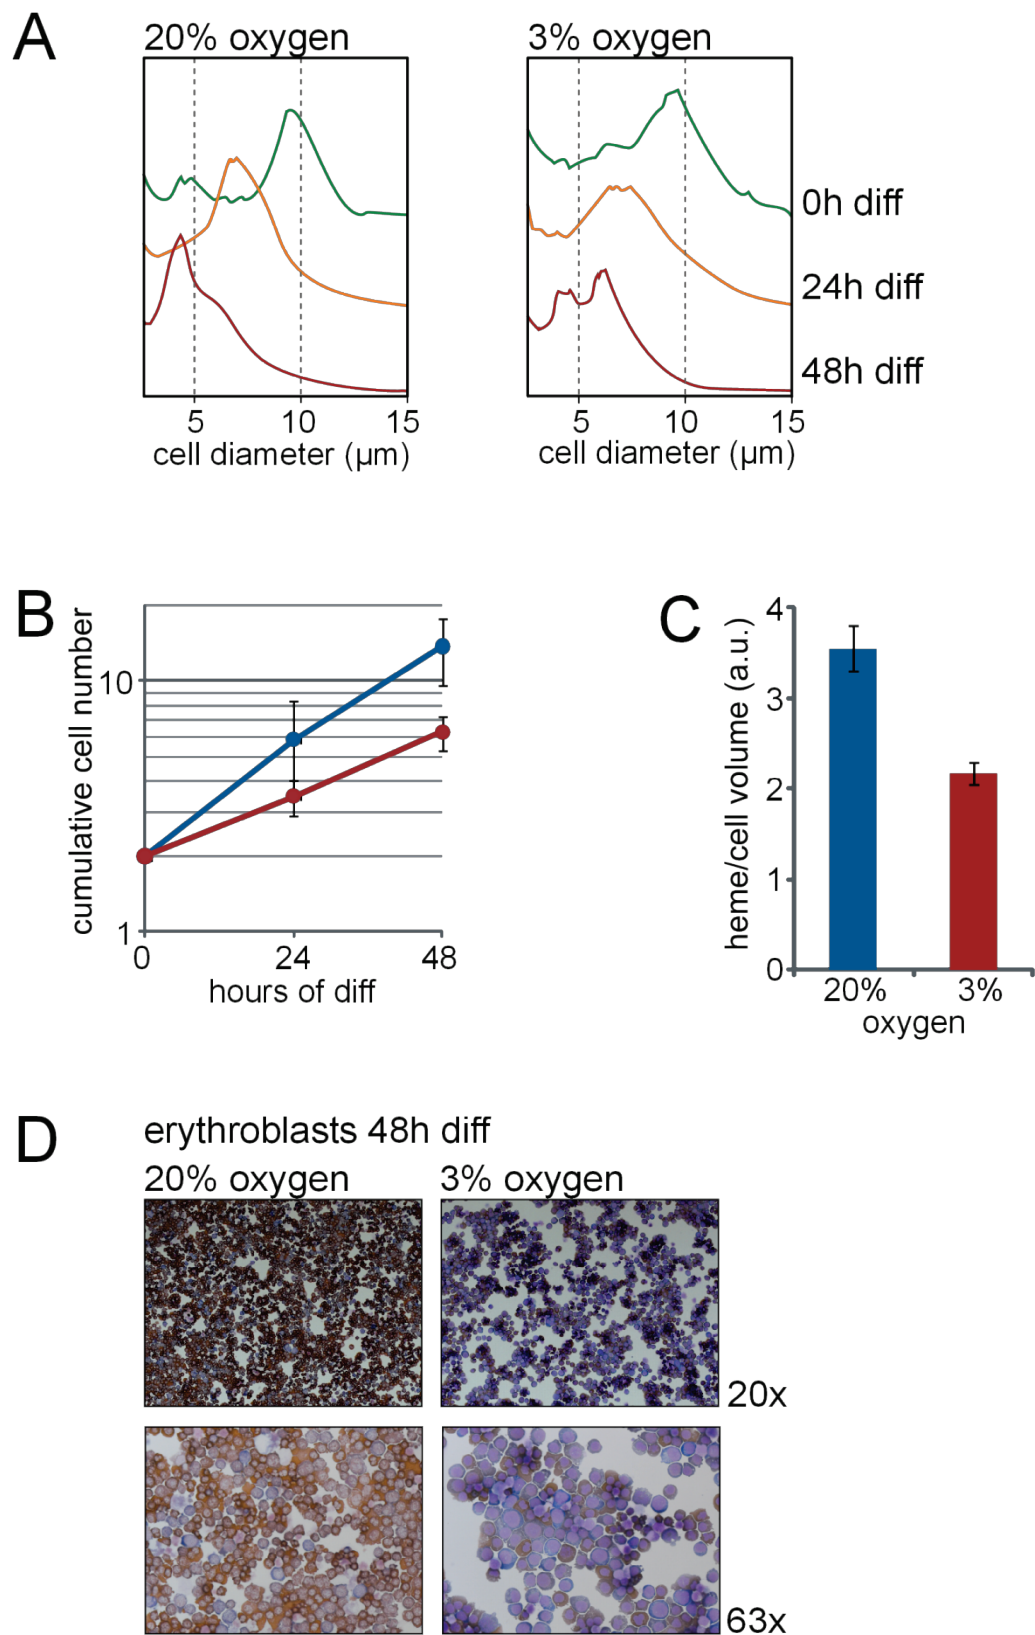 A
20% oxygen
3% oxygen
0h diff
24h diff
48h diff
5 10 15
cell diameter (µm)
5 10 15
cell diameter (µm)
B
cumulative cell number
10
1
0 24 48
hours of diff
C
heme/cell volume (a.u.)
4
3
2
1
0
20% 3%
oxygen
D
erythroblasts 48h diff
20% oxygen
3% oxygen
20x
63x